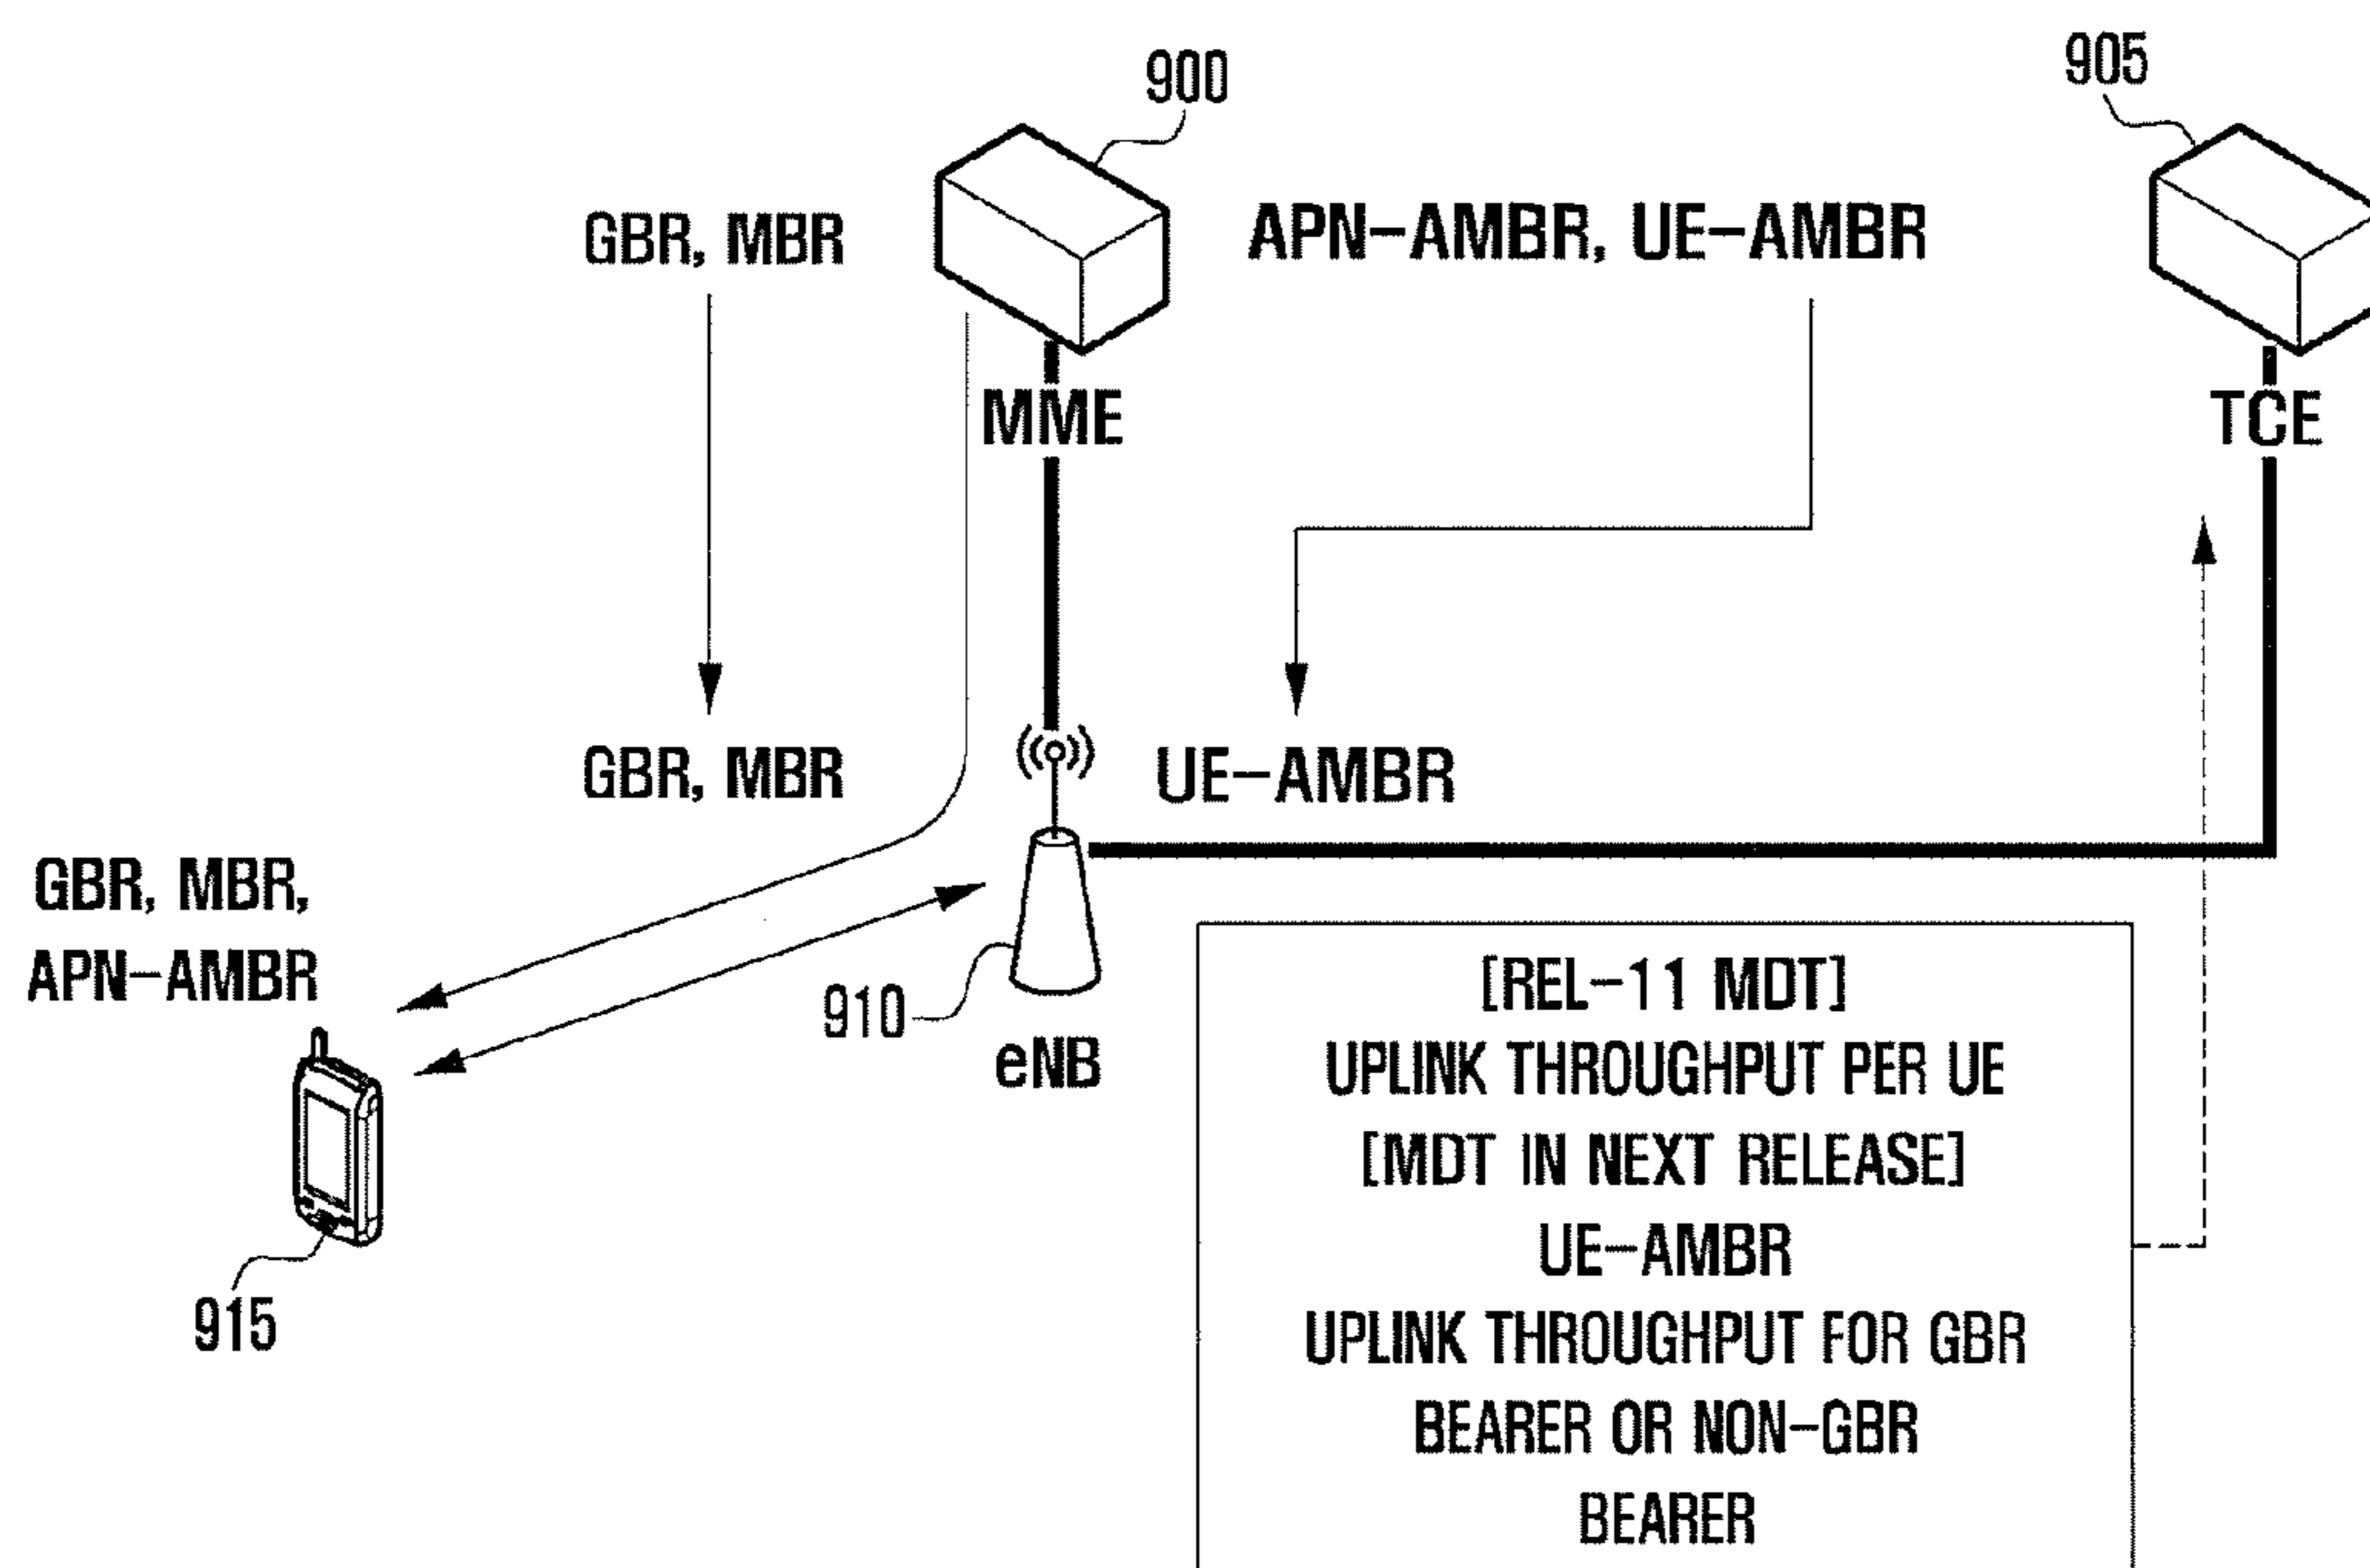 900
905
GBR, MBR
APN-AMBR, UE-AMBR
MME
TCE
GBR, MBR
UE-AMBR
GBR, MBR,
APN-AMBR
910
eNB
915
[REL-11 MDT]
UPLINK THROUGHPUT PER UE
[MDT IN NEXT RELEASE]
UE-AMBR
UPLINK THROUGHPUT FOR GBR
BEARER OR NON-GBR
BEARER